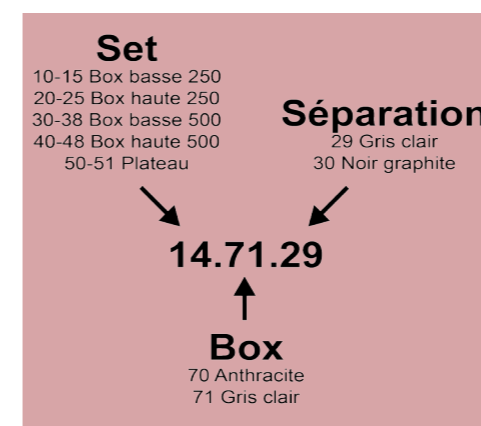 Set
10-15 Box basse 250
20-25 Box haute 250
30-38 Box basse 500
40-48 Box haute 500
50-51 Plateau
Séparation
29 Gris clair
30 Noir graphite
14.71.29
Box
70 Anthracite
71 Gris clair